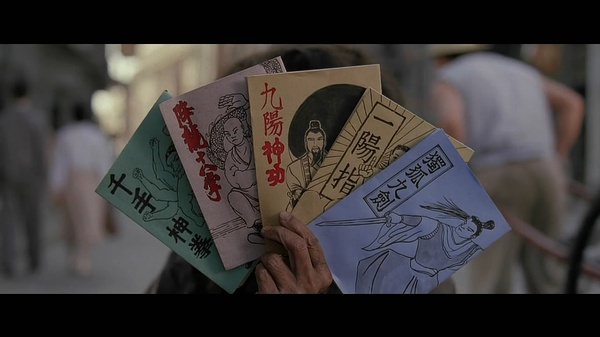 千手神拳
降龍十八掌
九陽神功
一陽指
獨孤九劍